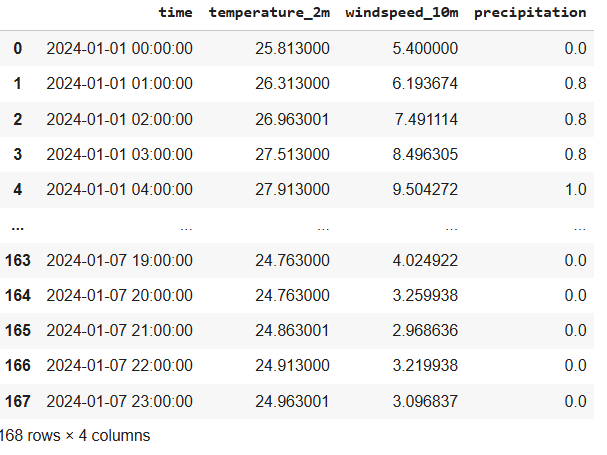 time temperature_2m windspeed_10m precipitation
0 2024-01-01 00:00:00 25.813000 5.400000 0.0
1 2024-01-01 01:00:00 26.313000 6.193674 0.8
2 2024-01-01 02:00:00 26.963001 7.491114 0.8
3 2024-01-01 03:00:00 27.513000 8.496305 0.8
4 2024-01-01 04:00:00 27.913000 9.504272 1.0
... ... ... ... ...
163 2024-01-07 19:00:00 24.763000 4.024922 0.0
164 2024-01-07 20:00:00 24.763000 3.259938 0.0
165 2024-01-07 21:00:00 24.863001 2.968636 0.0
166 2024-01-07 22:00:00 24.913000 3.219938 0.0
167 2024-01-07 23:00:00 24.963001 3.096837 0.0
168 rows × 4 columns